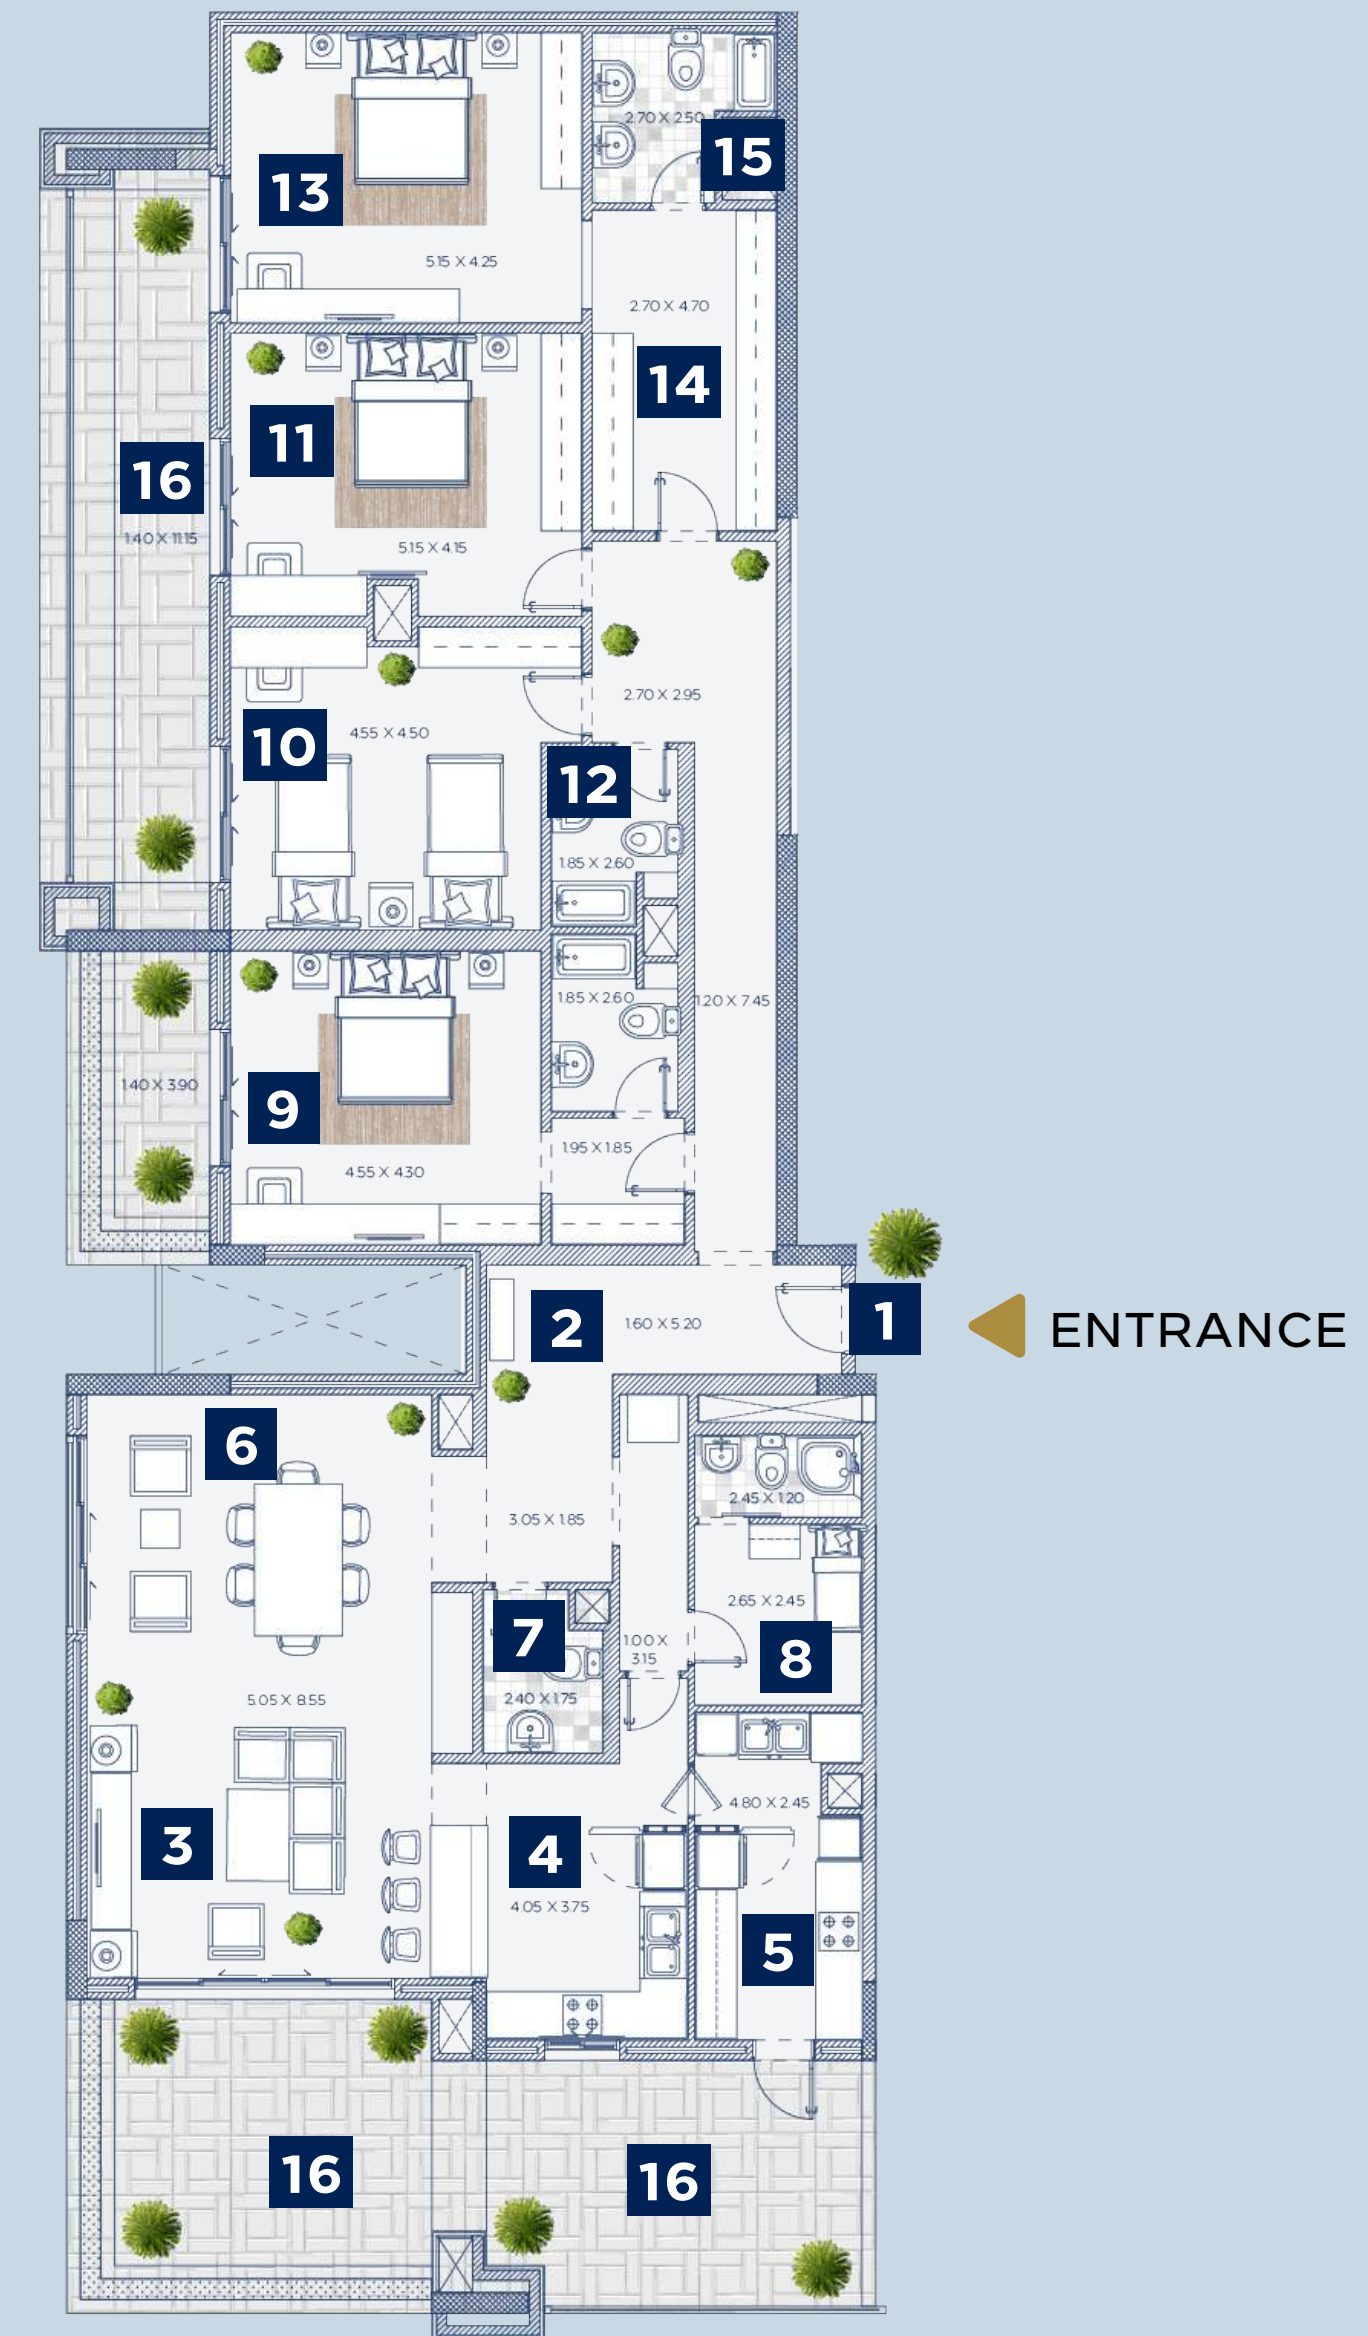 2.70 X 2.50
15
13
5.15 X 4.25
2.70 X 4.70
14
11
16
1.40 X 11.15
5.15 X 4.15
2.70 X 2.95
10
4.55 X 4.50
12
1.85 X 2.60
1.85 X 2.60
1.20 X 7.45
1.40 X 3.90
9
1.95 X 1.85
4.55 X 4.30
2
1.60 X 5.20
1
ENTRANCE
6
2.45 X 1.20
3.05 X 1.85
2.65 X 2.45
7
1.00 X
3.15
8
5.05 X 8.55
2.40 X 1.75
4.80 X 2.45
3
4
4.05 X 3.75
5
16
16